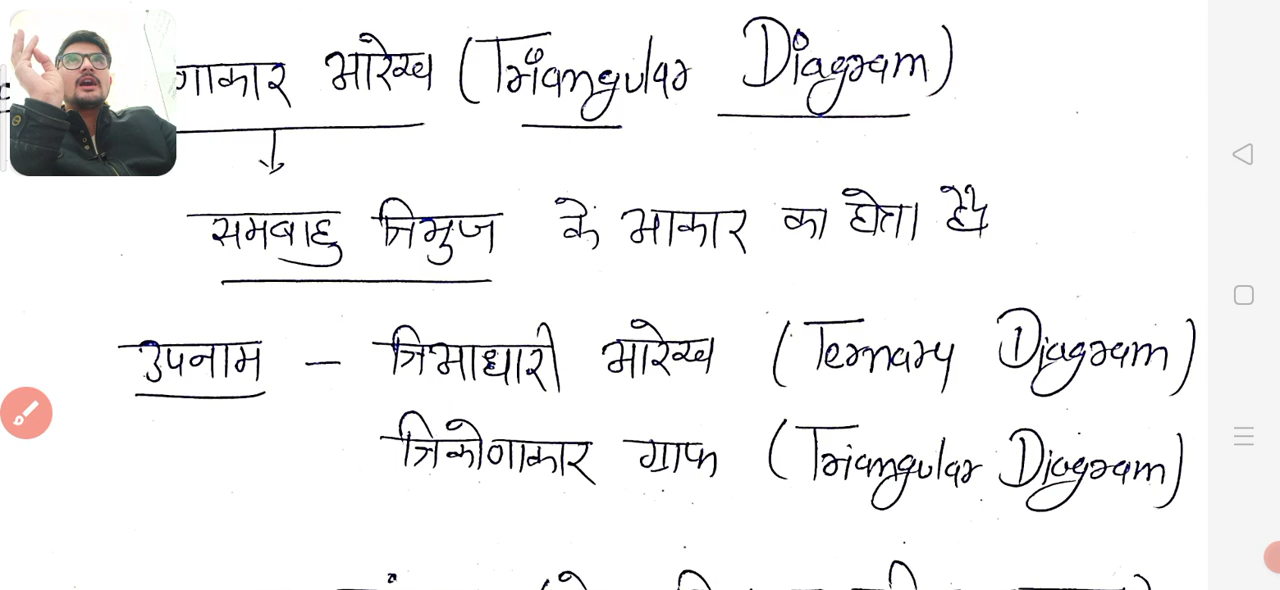 गाकार आरेख (Triangular Diagram)
समबाहु त्रिभुज के आकार का होता है
उपनाम – त्रिआधारी आरेख (Ternary Diagram)
त्रिकोणाकार ग्राफ (Triangular Diagram)